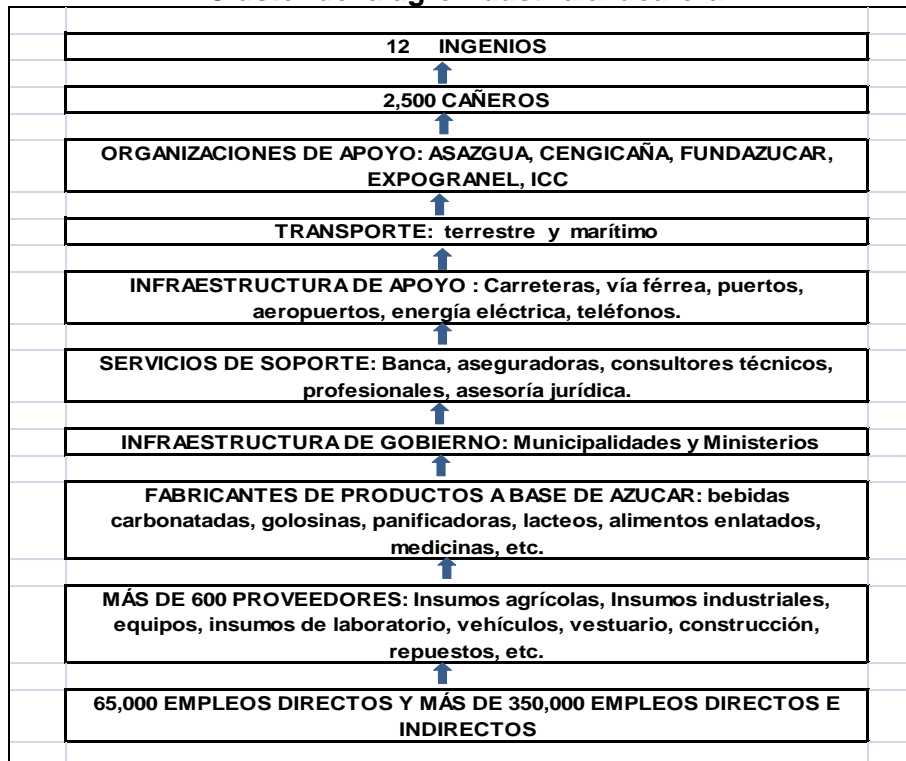 12 INGENIOS
2,500 CAÑEROS
ORGANIZACIONES DE APOYO: ASAZGUA, CENGICAÑA, FUNDAZUCAR,
EXPOGRANEL, ICC
TRANSPORTE: terrestre y marítimo
INFRAESTRUCTURA DE APOYO : Carreteras, vía férrea, puertos,
aeropuertos, energía eléctrica, teléfonos.
SERVICIOS DE SOPORTE: Banca, aseguradoras, consultores técnicos,
profesionales, asesoría jurídica.
INFRAESTRUCTURA DE GOBIERNO: Municipalidades y Ministerios
FABRICANTES DE PRODUCTOS A BASE DE AZUCAR: bebidas
carbonatadas, golosinas, panificadoras, lacteos, alimentos enlatados,
medicinas, etc.
MÁS DE 600 PROVEEDORES: Insumos agrícolas, Insumos industriales,
equipos, insumos de laboratorio, vehículos, vestuario, construcción,
repuestos, etc.
65,000 EMPLEOS DIRECTOS Y MÁS DE 350,000 EMPLEOS DIRECTOS E
INDIRECTOS